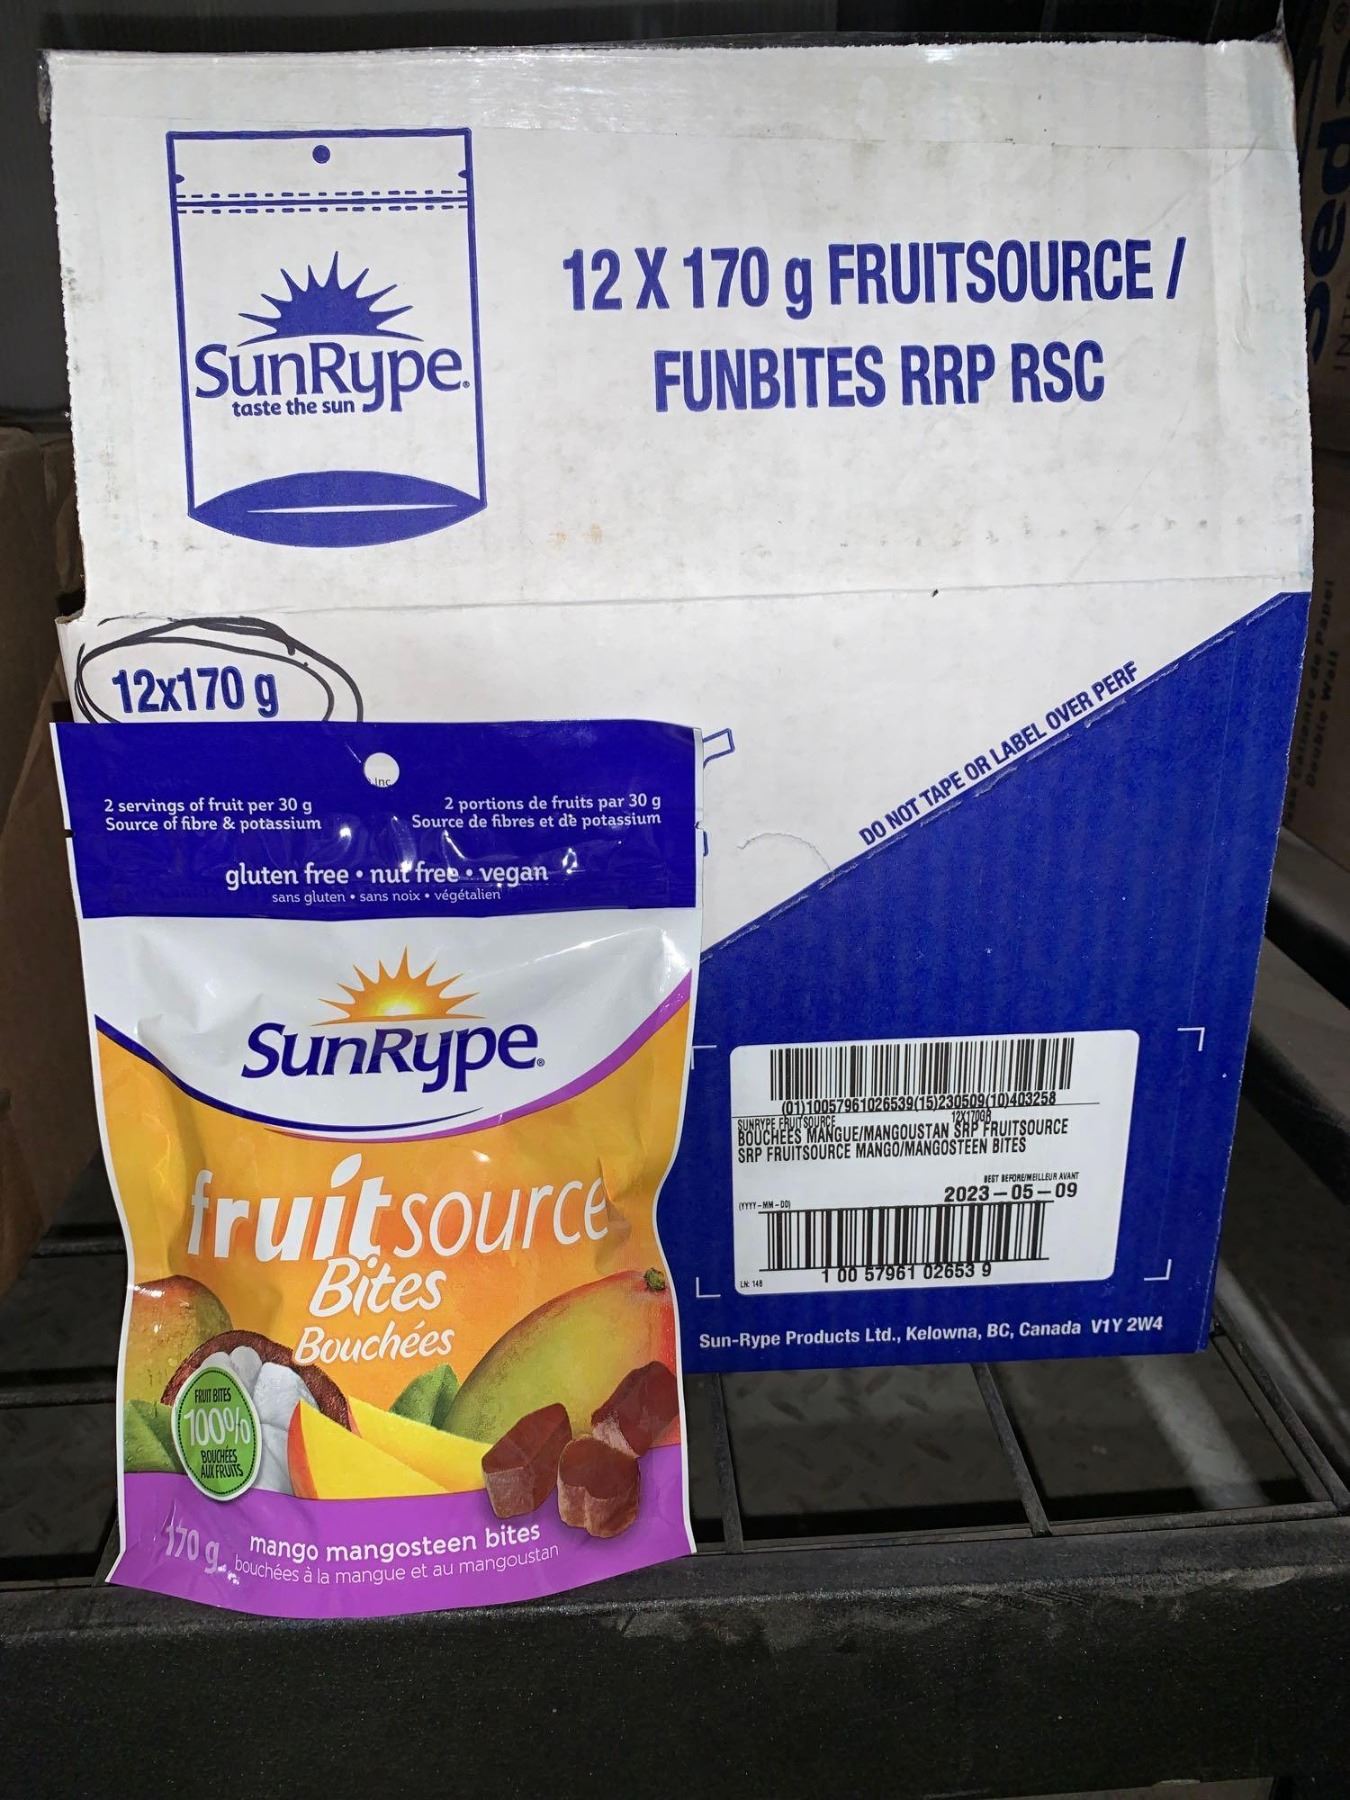 SunRype
taste the sun
12 X 170 g FRUITSOURCE /
FUNBITES RRP RSC
12x170 g
DO NOT TAPE OR LABEL OVER PERF
Inc.
2 servings of fruit per 30 g
Source of fibre & potassium
2 portions de fruits par 30 g
Source de fibres et de potassium
gluten free • nut free • vegan
sans gluten • sans noix • végétalien
SunRype®
fruitsource
Bites
Bouchées
FRUIT BITES
100%
BOUCHÉES
AUX FRUITS
170 g
mango mangosteen bites
bouchées à la mangue et au mangoustan
(01)10057961026539(15)230509(10)403258
SUNRYPE FRUITSOURCE 12X170GR
BOUCHEES MANGUE/MANGOUSTAN SRP FRUITSOURCE
SRP FRUITSOURCE MANGO/MANGOSTEEN BITES
BEST BEFORE/MEILLEUR AVANT
2023-05-09
(YYYY-MM-DD)
1 00 57961 02653 9
LN: 148
Sun-Rype Products Ltd., Kelowna, BC, Canada V1Y 2W4
Double Wall